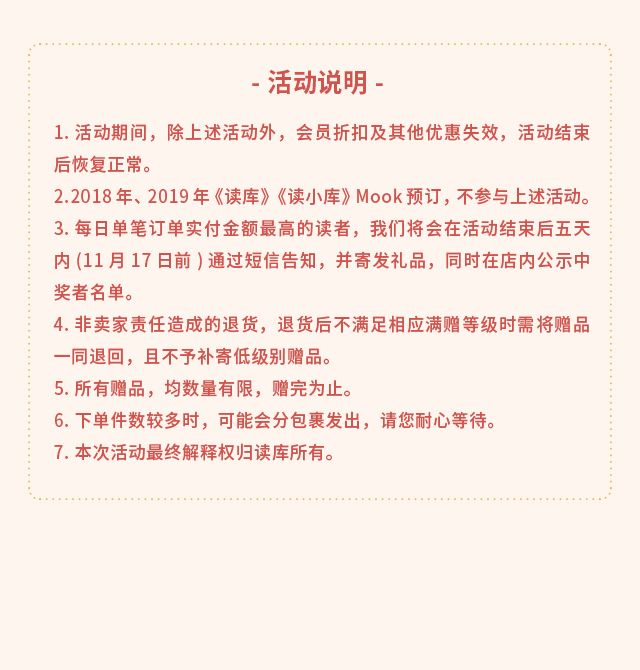 - 活动说明 -
1. 活动期间，除上述活动外，会员折扣及其他优惠失效，活动结束
后恢复正常。
2.2018 年、2019 年《读库》《读小库》Mook 预订，不参与上述活动。
3. 每日单笔订单实付金额最高的读者，我们将会在活动结束后五天
内 (11 月 17 日前 ) 通过短信告知，并寄发礼品，同时在店内公示中
奖者名单。
4. 非卖家责任造成的退货，退货后不满足相应满赠等级时需将赠品
一同退回，且不予补寄低级别赠品。
5. 所有赠品，均数量有限，赠完为止。
6. 下单件数较多时，可能会分包裹发出，请您耐心等待。
7. 本次活动最终解释权归读库所有。